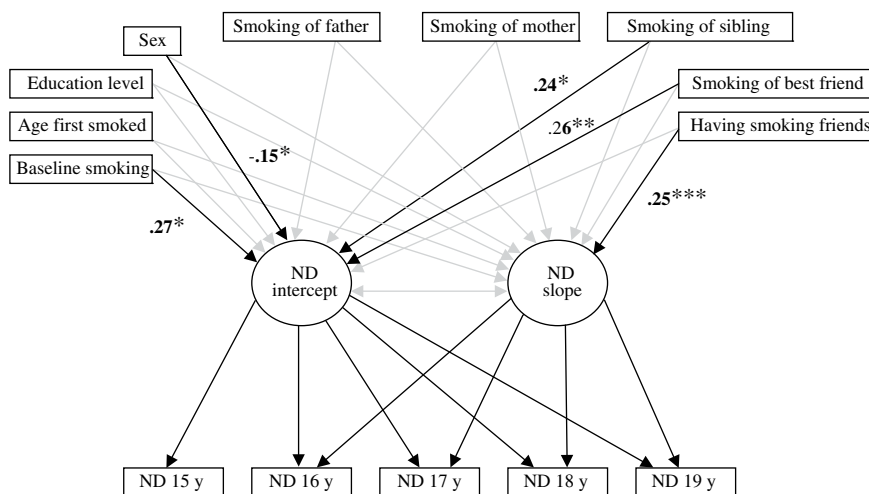 Smoking of father
Smoking of mother
Smoking of sibling
Sex
Education level
Smoking of best friend
Age first smoked
Having smoking friends
Baseline smoking
.24*
.26**
-.15*
.25***
.27*
ND
intercept
ND
slope
ND 15 y
ND 16 y
ND 17 y
ND 18 y
ND 19 y